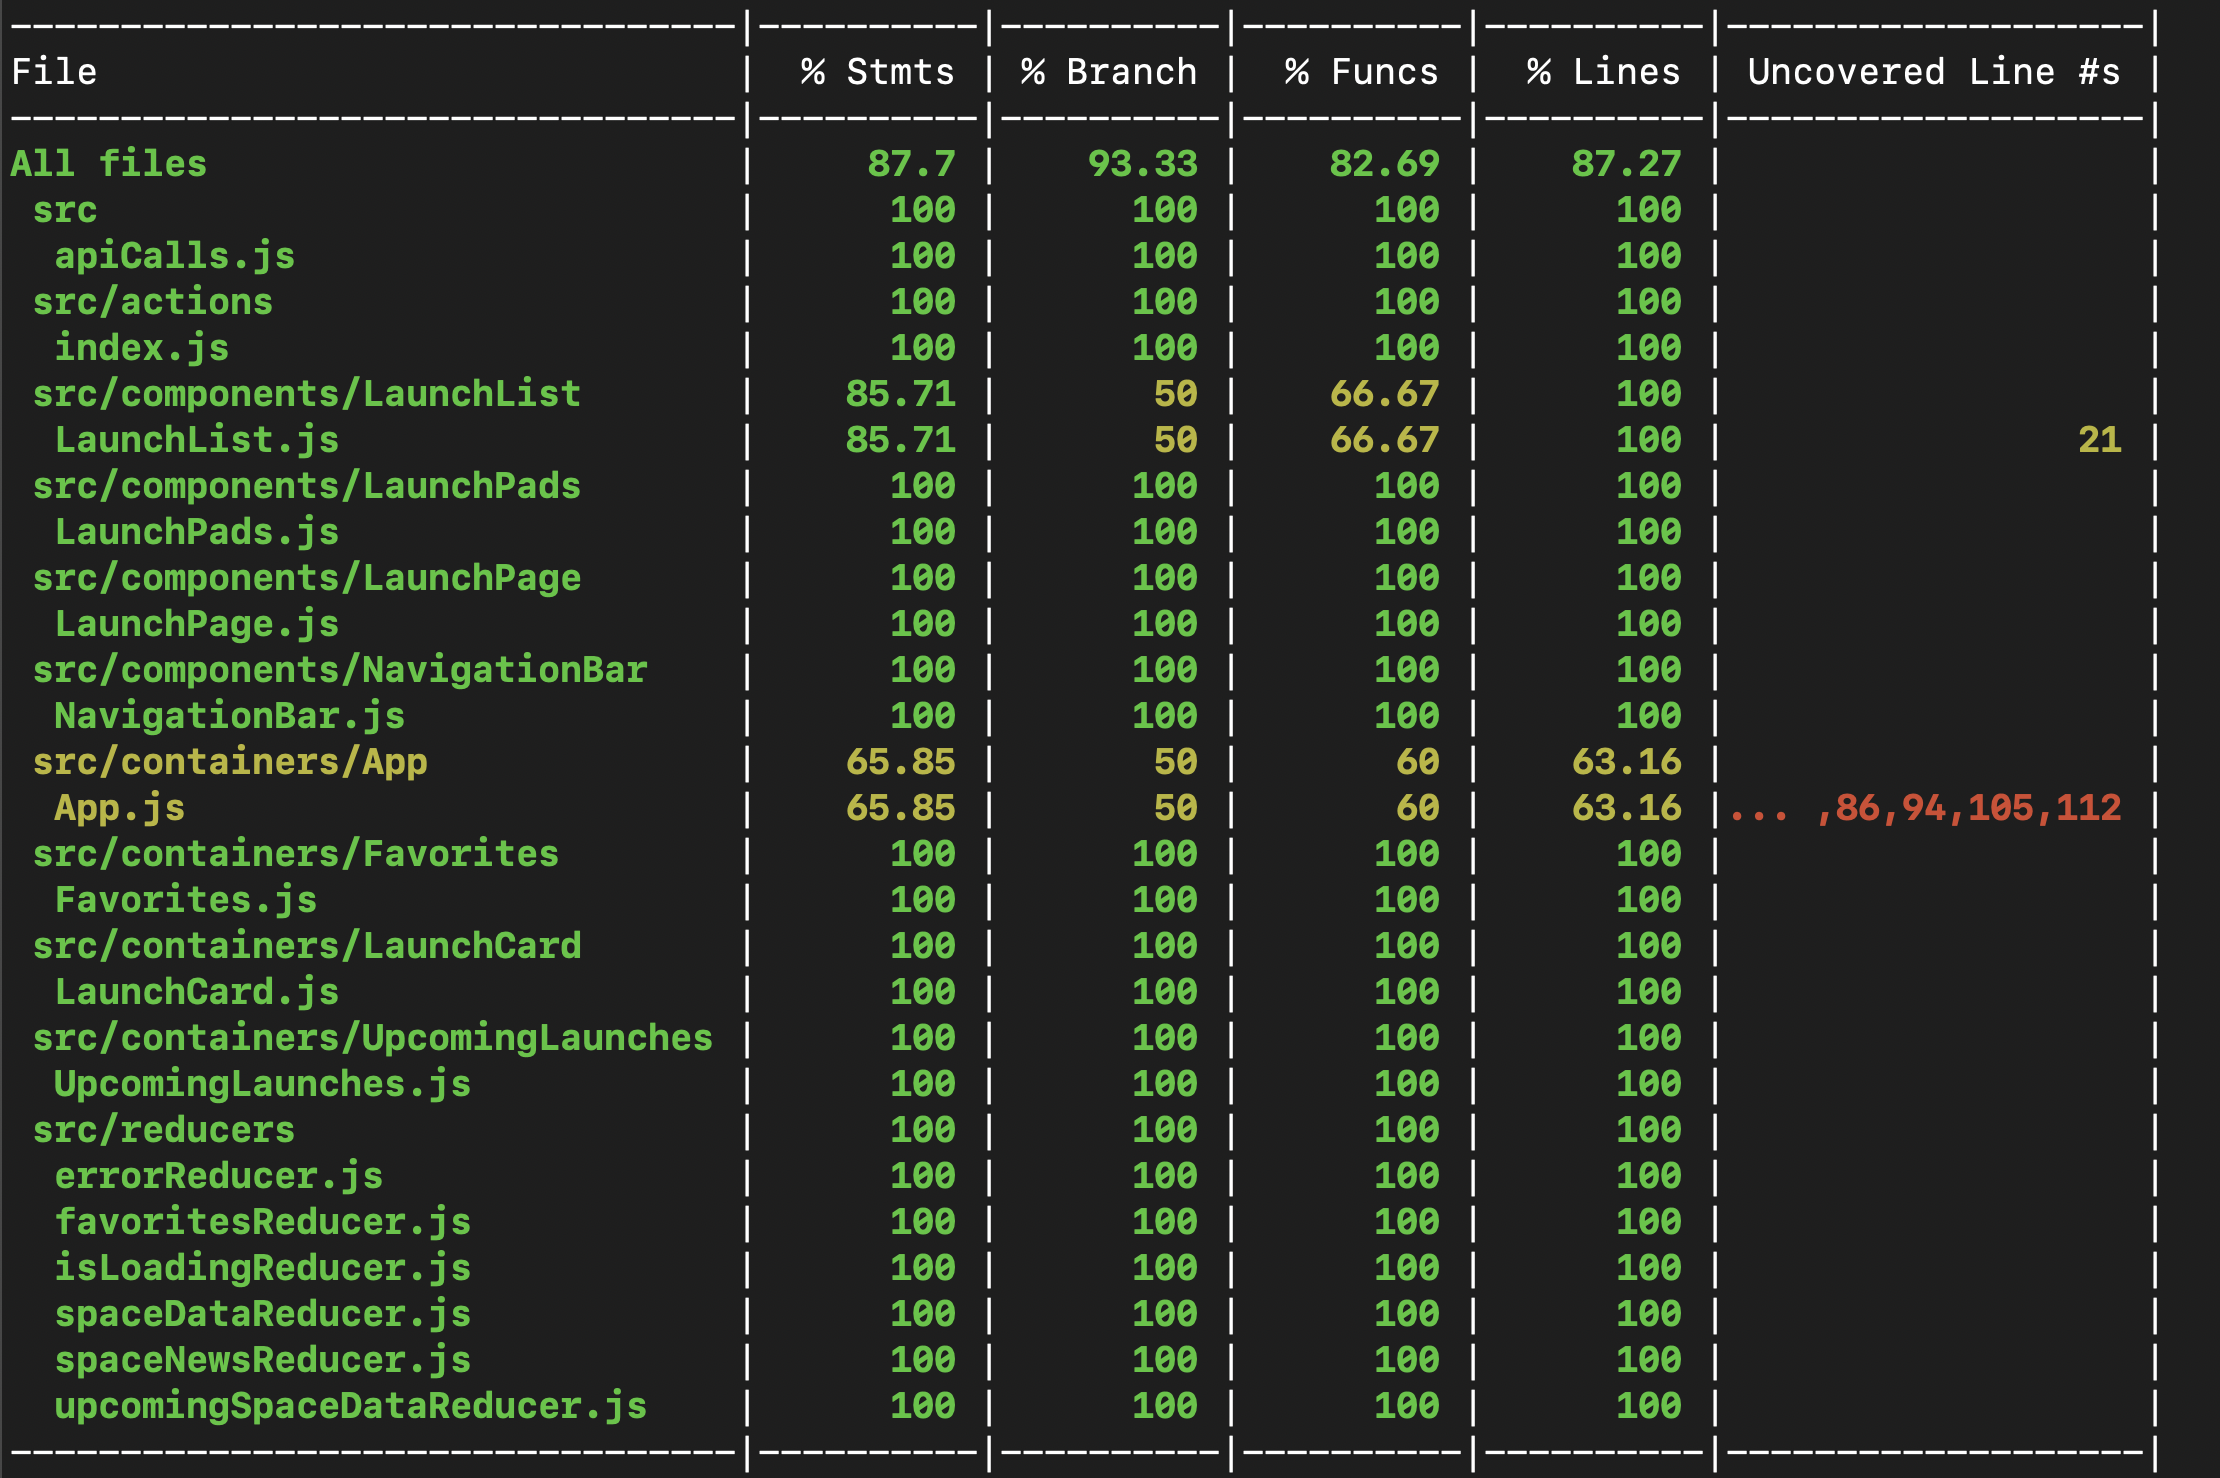 File | % Stmts | % Branch | % Funcs | % Lines | Uncovered Line #s |
All files | 87.7 | 93.33 | 82.69 | 87.27 | |
src | 100 | 100 | 100 | 100 | |
apiCalls.js | 100 | 100 | 100 | 100 | |
src/actions | 100 | 100 | 100 | 100 | |
index.js | 100 | 100 | 100 | 100 | |
src/components/LaunchList | 85.71 | 50 | 66.67 | 100 | |
LaunchList.js | 85.71 | 50 | 66.67 | 100 | 21 |
src/components/LaunchPads | 100 | 100 | 100 | 100 | |
LaunchPads.js | 100 | 100 | 100 | 100 | |
src/components/LaunchPage | 100 | 100 | 100 | 100 | |
LaunchPage.js | 100 | 100 | 100 | 100 | |
src/components/NavigationBar | 100 | 100 | 100 | 100 | |
NavigationBar.js | 100 | 100 | 100 | 100 | |
src/containers/App | 65.85 | 50 | 60 | 63.16 | |
App.js | 65.85 | 50 | 60 | 63.16 |... ,86,94,105,112 |
src/containers/Favorites | 100 | 100 | 100 | 100 | |
Favorites.js | 100 | 100 | 100 | 100 | |
src/containers/LaunchCard | 100 | 100 | 100 | 100 | |
LaunchCard.js | 100 | 100 | 100 | 100 | |
src/containers/UpcomingLaunches | 100 | 100 | 100 | 100 | |
UpcomingLaunches.js | 100 | 100 | 100 | 100 | |
src/reducers | 100 | 100 | 100 | 100 | |
errorReducer.js | 100 | 100 | 100 | 100 | |
favoritesReducer.js | 100 | 100 | 100 | 100 | |
isLoadingReducer.js | 100 | 100 | 100 | 100 | |
spaceDataReducer.js | 100 | 100 | 100 | 100 | |
spaceNewsReducer.js | 100 | 100 | 100 | 100 | |
upcomingSpaceDataReducer.js | 100 | 100 | 100 | 100 | |